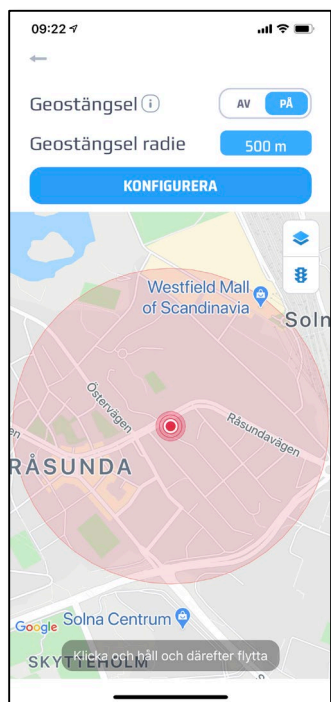 09:22
Geostängsel i
AV PÅ
Geostängsel radie
500 m
KONFIGURERA
Westfield Mall
of Scandinavia
Soln
Östervägen
Råsundavägen
en
RÅSUNDA
Solna Centrum
Google
SKYTTEHOLM
Klicka och håll och därefter flytta